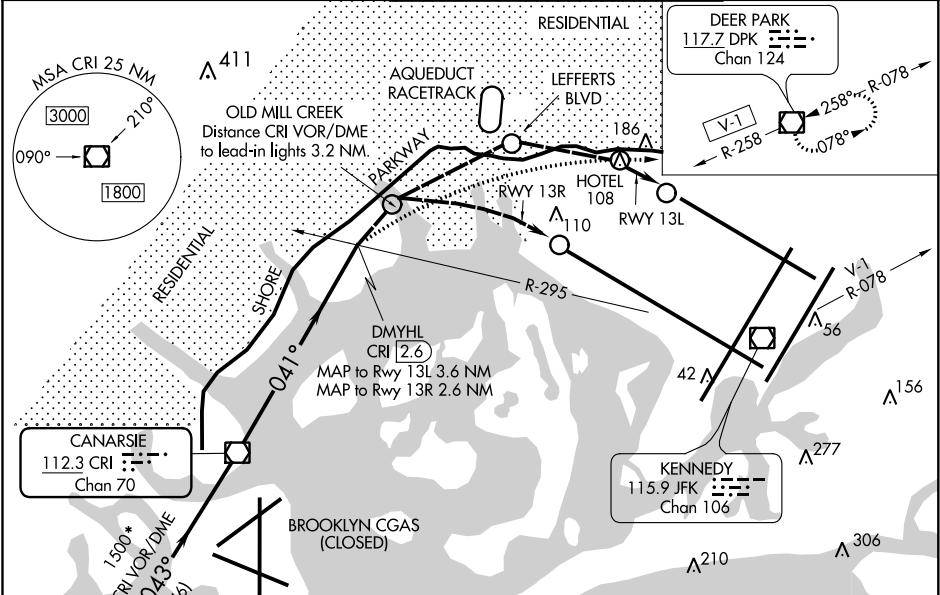 RESIDENTIAL
DEER PARK
117.7 DPK
Chan 124
R-078
258°
078°
V-1
R-258
411
MSA CRI 25 NM
3000
210°
090°
1800
AQUEDUCT
RACETRACK
LEFFERTS
BLVD
OLD MILL CREEK
Distance CRI VOR/DME
to lead-in lights 3.2 NM.
186
PARKWAY
HOTEL
108
RWY 13R
RWY 13L
110
RESIDENTIAL
SHORE
R-295
V-1
R-078
DMYHL
CRI 2.6
MAP to Rwy 13L 3.6 NM
MAP to Rwy 13R 2.6 NM
041°
56
42
156
CANARSIE
112.3 CRI
Chan 70
KENNEDY
115.9 JFK
Chan 106
277
BROOKLYN CGAS
(CLOSED)
1500*
CRI VOR/DME
043°
210
306